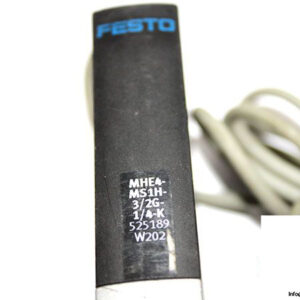 FESTO
MHE4-
MS1H-
3/2G-
1/4-K
525189
W202